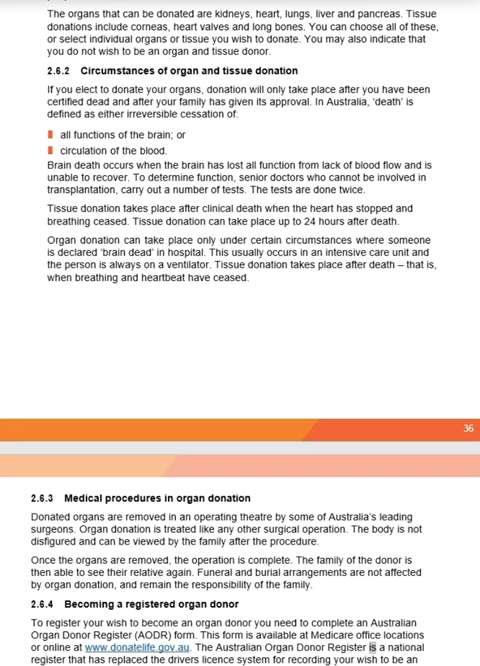 The organs that can be donated are kidneys, heart, lungs, liver and pancreas. Tissue
donations include corneas, heart valves and long bones. You can choose all of these,
or select individual organs or tissue you wish to donate. You may also indicate that
you do not wish to be an organ and tissue donor.
2.6.2 Circumstances of organ and tissue donation
If you elect to donate your organs, donation will only take place after you have been
certified dead and after your family has given its approval. In Australia, 'death' is
defined as either irreversible cessation of:
all functions of the brain; or
circulation of the blood.
Brain death occurs when the brain has lost all function from lack of blood flow and is
unable to recover. To determine function, senior doctors who cannot be involved in
transplantation, carry out a number of tests. The tests are done twice.
Tissue donation takes place after clinical death when the heart has stopped and
breathing ceased. Tissue donation can take place up to 24 hours after death.
Organ donation can take place only under certain circumstances where someone
is declared 'brain dead' in hospital. This usually occurs in an intensive care unit and
the person is always on a ventilator. Tissue donation takes place after death – that is,
when breathing and heartbeat have ceased.
36
2.6.3 Medical procedures in organ donation
Donated organs are removed in an operating theatre by some of Australia's leading
surgeons. Organ donation is treated like any other surgical operation. The body is not
disfigured and can be viewed by the family after the procedure.
Once the organs are removed, the operation is complete. The family of the donor is
then able to see their relative again. Funeral and burial arrangements are not affected
by organ donation, and remain the responsibility of the family.
2.6.4 Becoming a registered organ donor
To register your wish to become an organ donor you need to complete an Australian
Organ Donor Register (AODR) form. This form is available at Medicare office locations
or online at www.donatelife.gov.au. The Australian Organ Donor Register is a national
register that has replaced the drivers licence system for recording your wish to be an